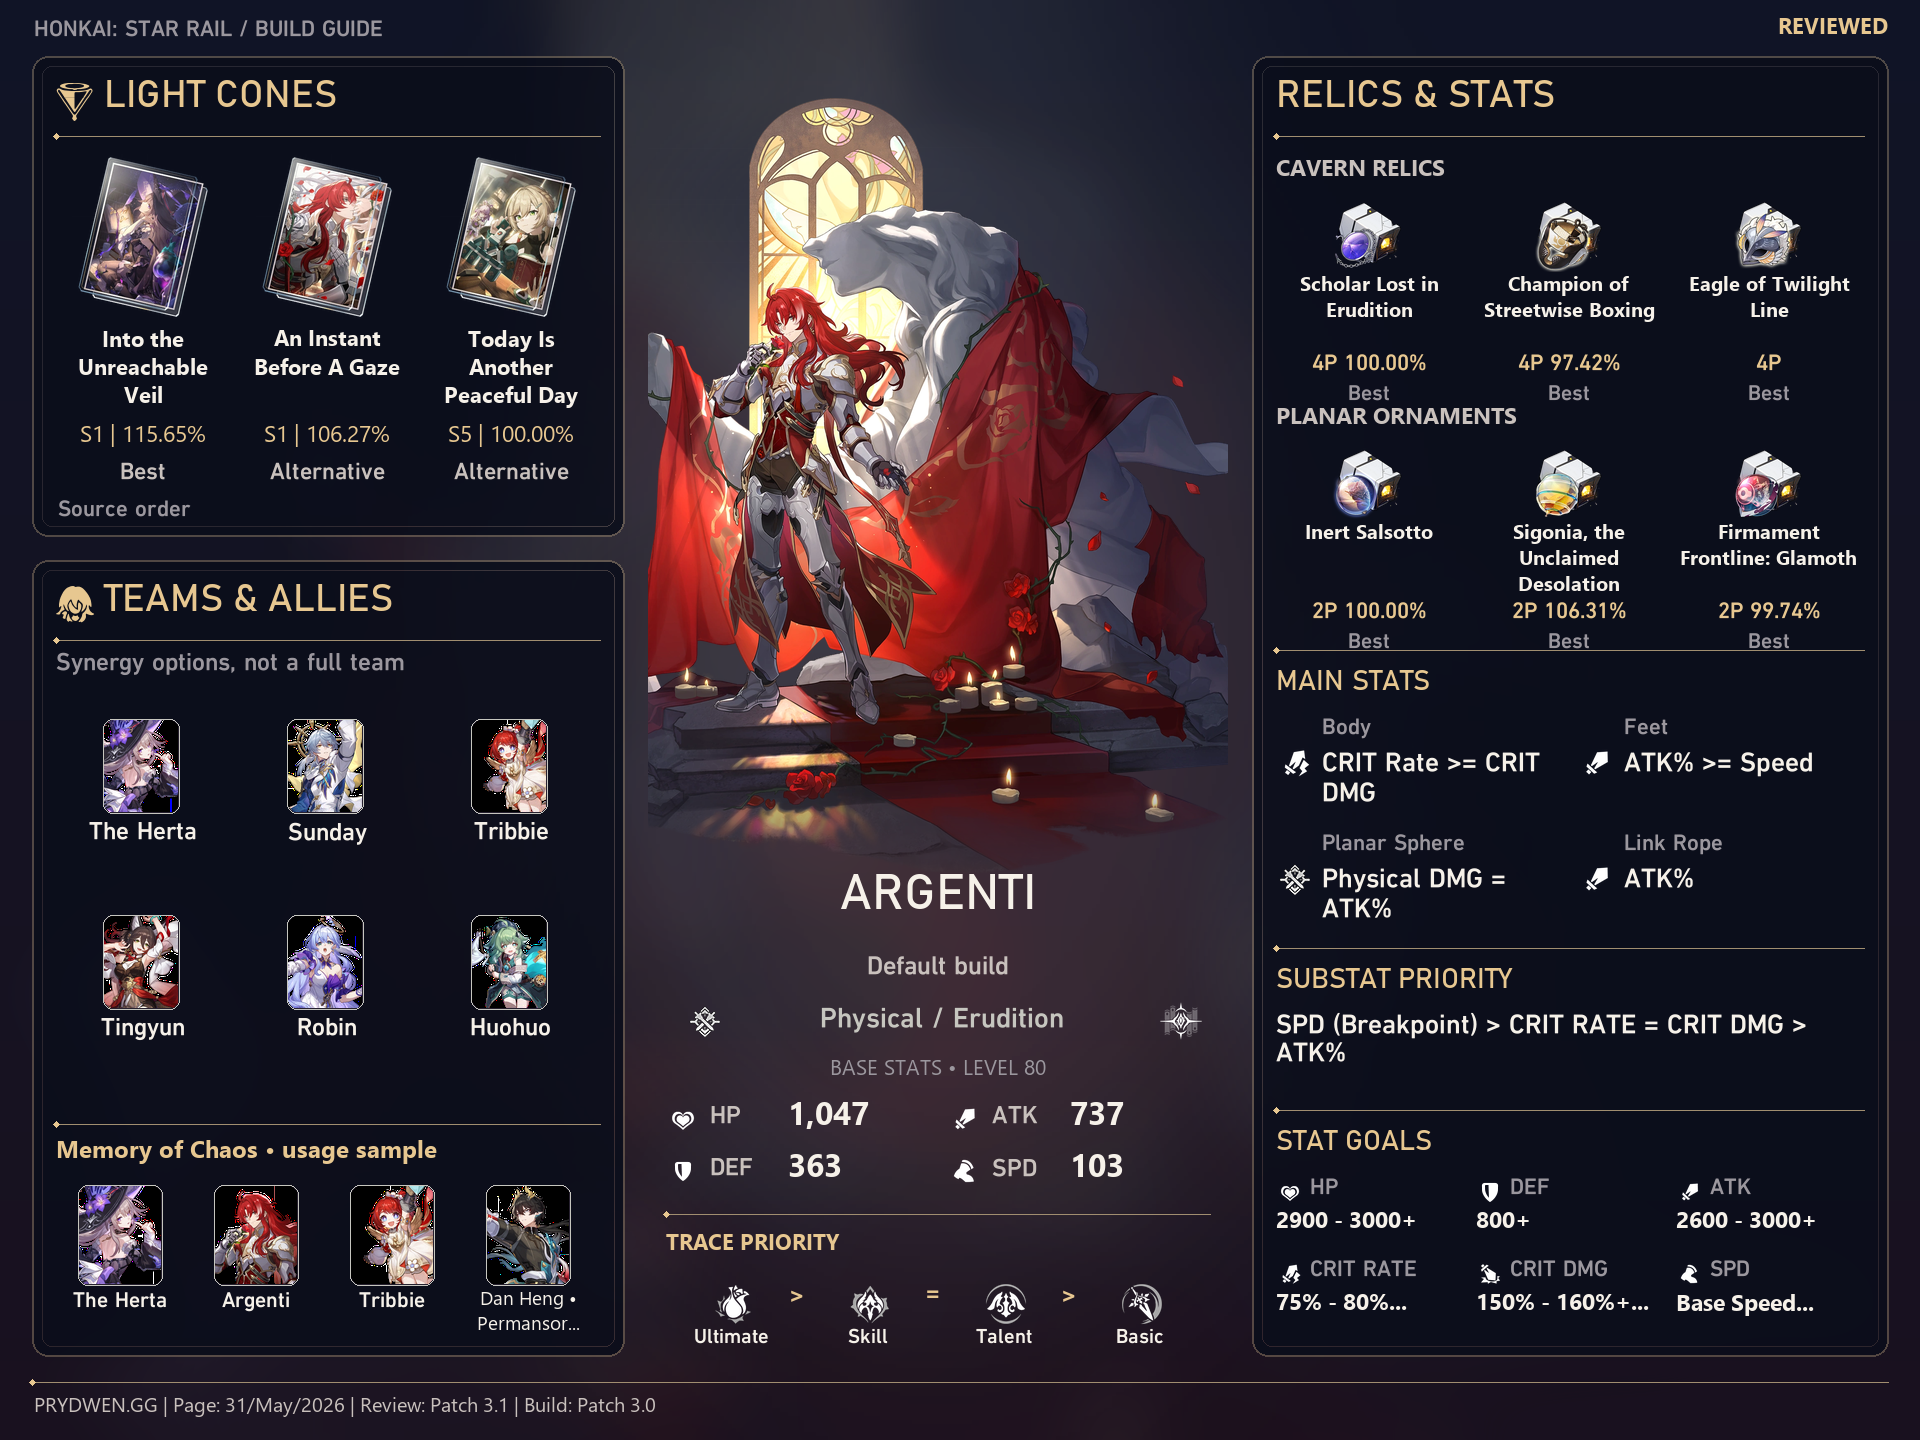 HONKAI: STAR RAIL / BUILD GUIDE
REVIEWED
LIGHT CONES
Into the
Unreachable
Veil
S1 | 115.65%
Best
An Instant
Before A Gaze
S1 | 106.27%
Alternative
Today Is
Another
Peaceful Day
S5 | 100.00%
Alternative
Source order
TEAMS & ALLIES
Synergy options, not a full team
The Herta
Sunday
Tribbie
Tingyun
Robin
Huohuo
Memory of Chaos • usage sample
The Herta
Argenti
Tribbie
Dan Heng •
Permansor...
ARGENTI
Default build
Physical / Erudition
BASE STATS • LEVEL 80
HP 1,047
ATK 737
DEF 363
SPD 103
TRACE PRIORITY
> = >
Ultimate Skill Talent Basic
RELICS & STATS
CAVERN RELICS
Scholar Lost in
Erudition
4P 100.00%
Best
Champion of
Streetwise Boxing
4P 97.42%
Best
Eagle of Twilight
Line
4P
Best
PLANAR ORNAMENTS
Inert Salsotto
2P 100.00%
Best
Sigonia, the
Unclaimed
Desolation
2P 106.31%
Best
Firmament
Frontline: Glamoth
2P 99.74%
Best
MAIN STATS
Body
CRIT Rate >= CRIT
DMG
Feet
ATK% >= Speed
Planar Sphere
Physical DMG =
ATK%
Link Rope
ATK%
SUBSTAT PRIORITY
SPD (Breakpoint) > CRIT RATE = CRIT DMG >
ATK%
STAT GOALS
HP
2900 - 3000+
DEF
800+
ATK
2600 - 3000+
CRIT RATE
75% - 80%...
CRIT DMG
150% - 160%+...
SPD
Base Speed...
PRYDWEN.GG | Page: 31/May/2026 | Review: Patch 3.1 | Build: Patch 3.0